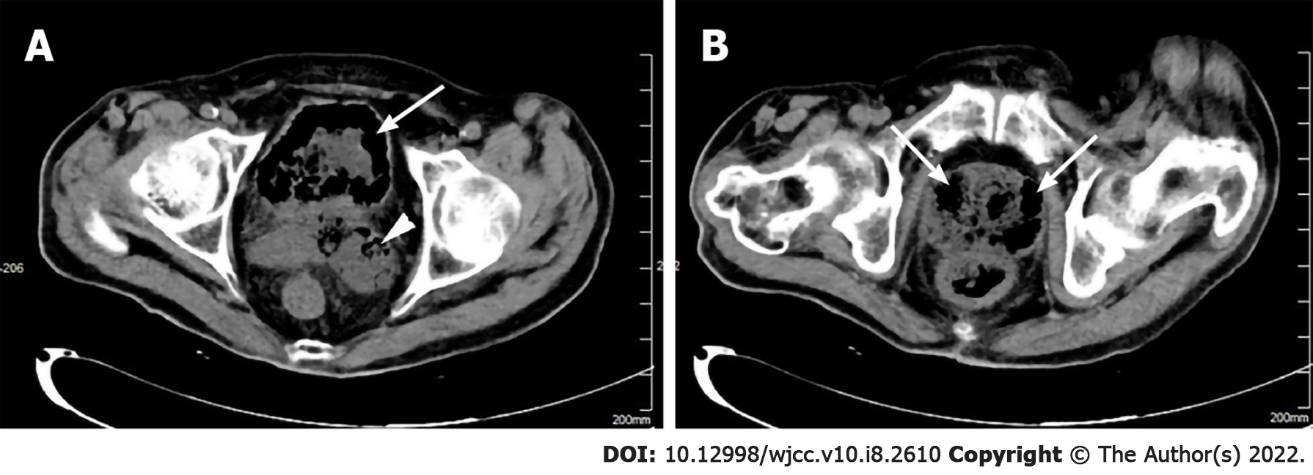 A
B
-206
200mm
200mm
DOI: 10.12998/wjcc.v10.i8.2610 Copyright © The Author(s) 2022.